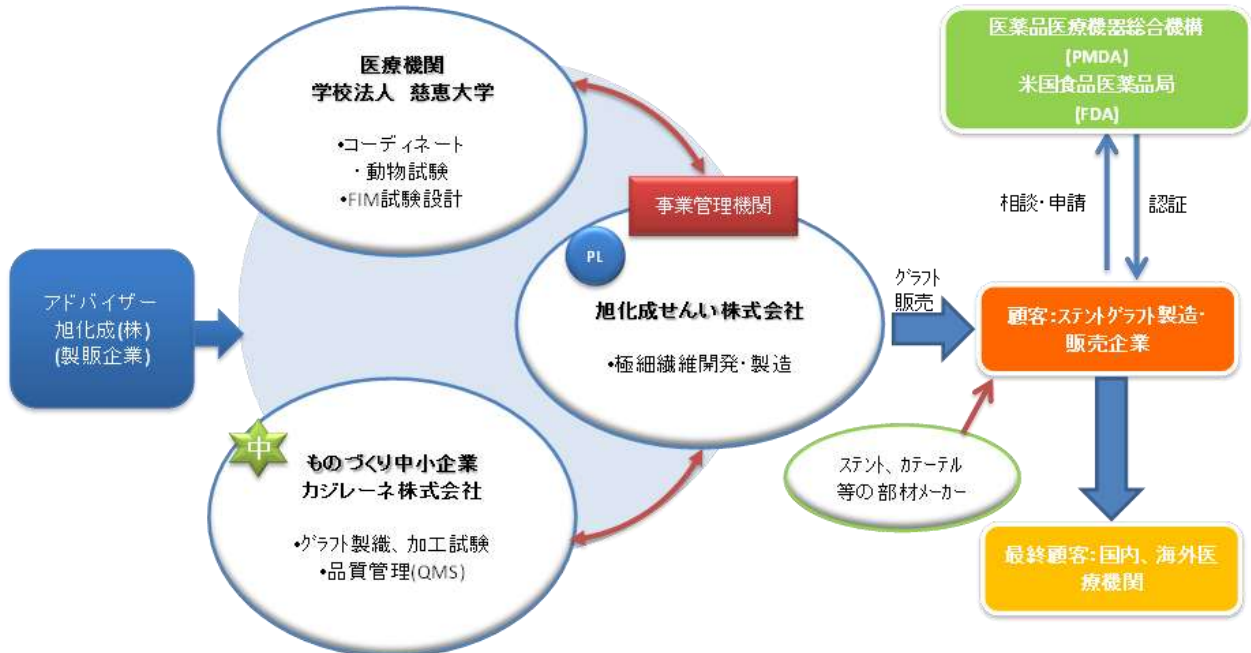 医療機関
学校法人 慈恵大学
•コーディネート
・動物試験
•FIM試験設計
事業管理機関
PL
旭化成せんい株式会社
•極細繊維開発・製造
アドバイザー
旭化成(株)
(製販企業)
中
ものづくり中小企業
カジレーネ株式会社
•グラフト製織、加工試験
•品質管理(QMS)
グラフト
販売
医薬品医療機器総合機構
(PMDA)
米国食品医薬品局
(FDA)
相談・申請
認証
顧客:ステントグラフト製造・
販売企業
ステント、カテーテル
等の部材メーカー
最終顧客:国内、海外医
療機関